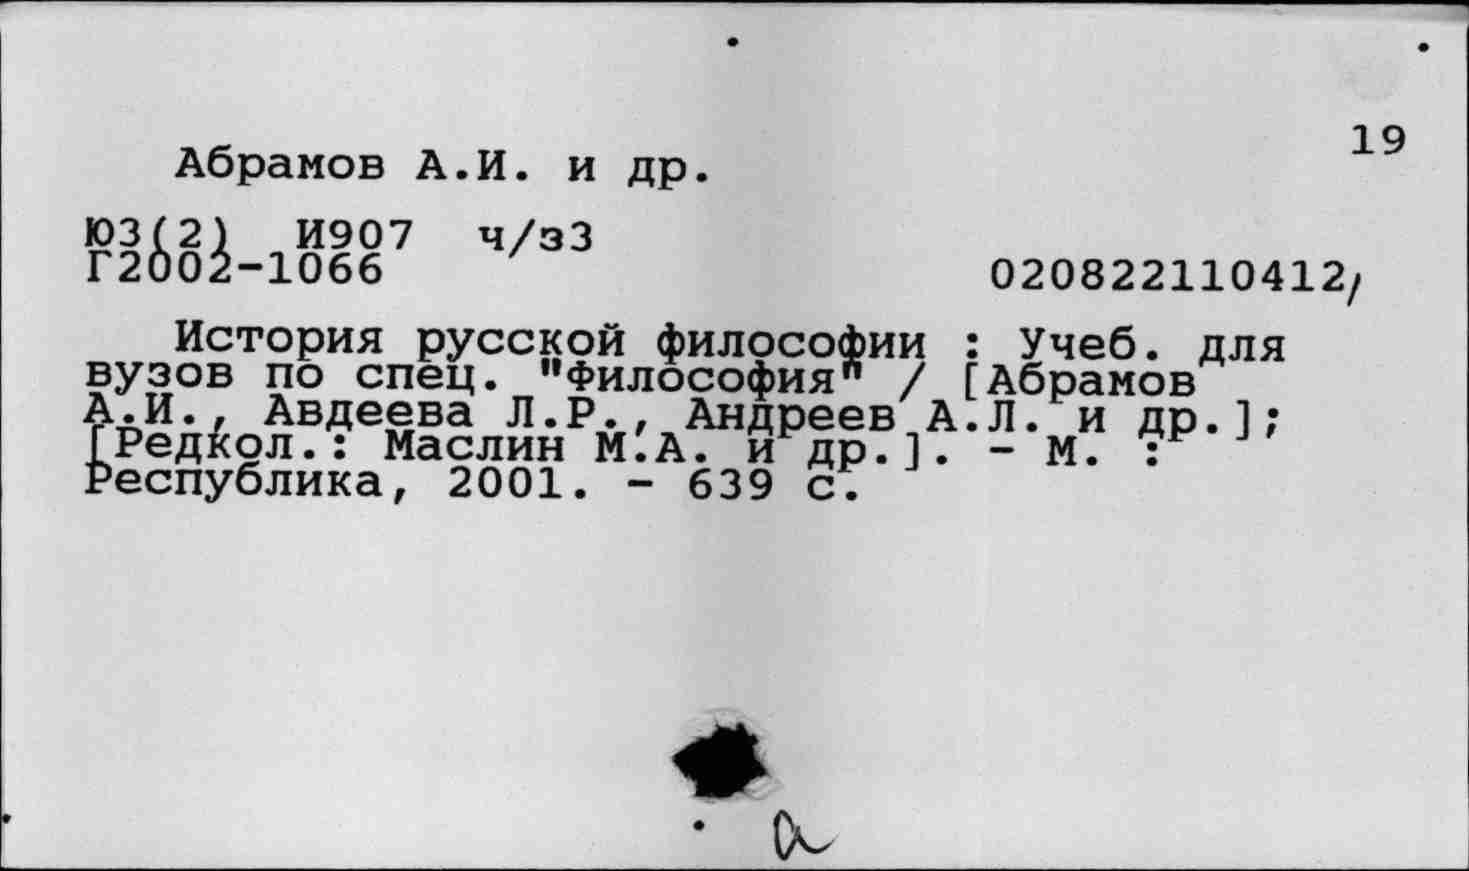 19
Абрамов А.И. и др.
Ю3(2) И907 ч/з3
Г2002-1066
020822110412/
История русской философии : Учеб. для
вузов по спец. "Философия" / [Абрамов
А.И., Авдеева Л.Р., Андреев А.Л. и др.];
[Редкол.: Маслин М.А. и др.]. - М. :
Республика, 2001. - 639 с.